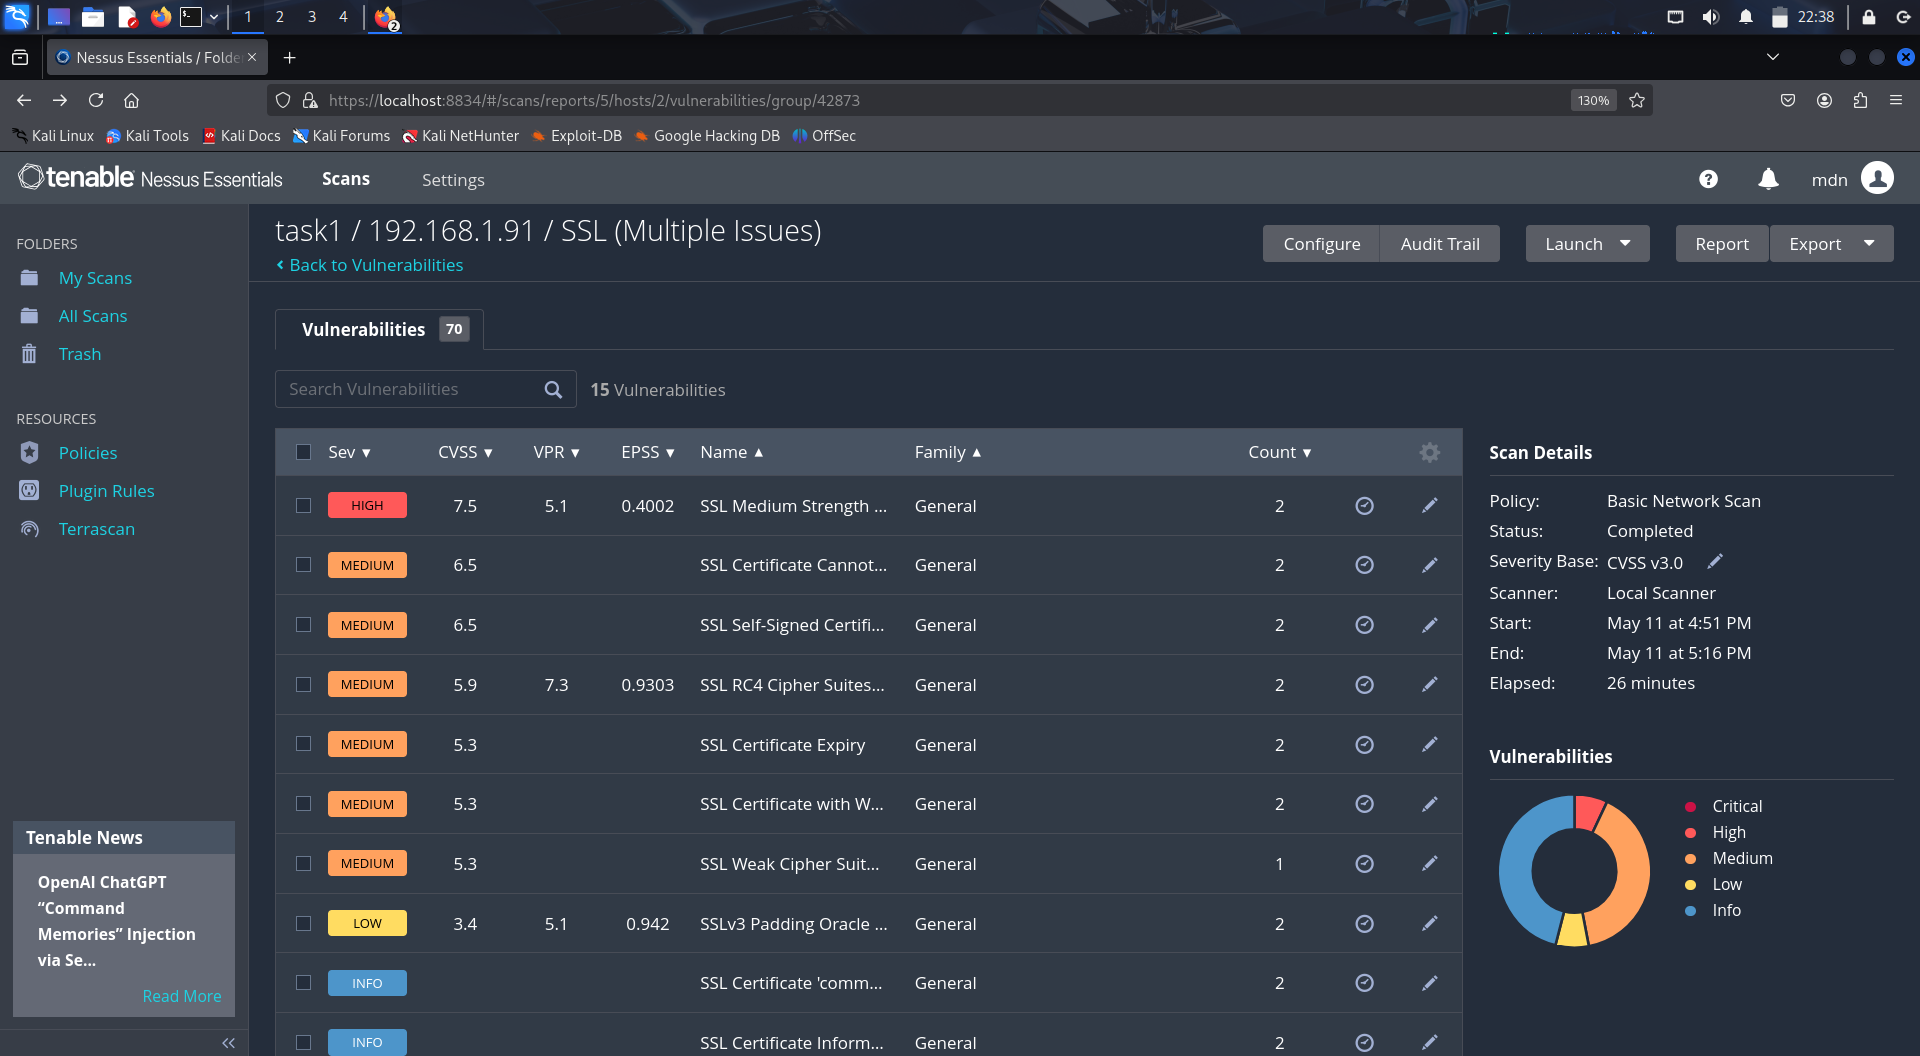 1 2 3 4
2
22:38
Nessus Essentials / Folde
https://localhost:8834/#/scans/reports/5/hosts/2/vulnerabilities/group/42873
130%
Kali Linux Kali Tools Kali Docs Kali Forums Kali NetHunter Exploit-DB Google Hacking DB OffSec
tenable Nessus Essentials
Scans
Settings
mdn
FOLDERS
My Scans
All Scans
Trash
RESOURCES
Policies
Plugin Rules
Terrascan
Tenable News
OpenAI ChatGPT
“Command
Memories” Injection
via Se...
Read More
task1 / 192.168.1.91 / SSL (Multiple Issues)
Back to Vulnerabilities
Configure Audit Trail Launch Report Export
Vulnerabilities 70
Search Vulnerabilities
15 Vulnerabilities
Sev CVSS VPR EPSS Name Family Count
HIGH 7.5 5.1 0.4002 SSL Medium Strength ... General 2
MEDIUM 6.5 SSL Certificate Cannot... General 2
MEDIUM 6.5 SSL Self-Signed Certifi... General 2
MEDIUM 5.9 7.3 0.9303 SSL RC4 Cipher Suites... General 2
MEDIUM 5.3 SSL Certificate Expiry General 2
MEDIUM 5.3 SSL Certificate with W... General 2
MEDIUM 5.3 SSL Weak Cipher Suit... General 1
LOW 3.4 5.1 0.942 SSLv3 Padding Oracle ... General 2
INFO SSL Certificate 'comm... General 2
INFO SSL Certificate Inform... General 2
Scan Details
Policy: Basic Network Scan
Status: Completed
Severity Base: CVSS v3.0
Scanner: Local Scanner
Start: May 11 at 4:51 PM
End: May 11 at 5:16 PM
Elapsed: 26 minutes
Vulnerabilities
Critical
High
Medium
Low
Info